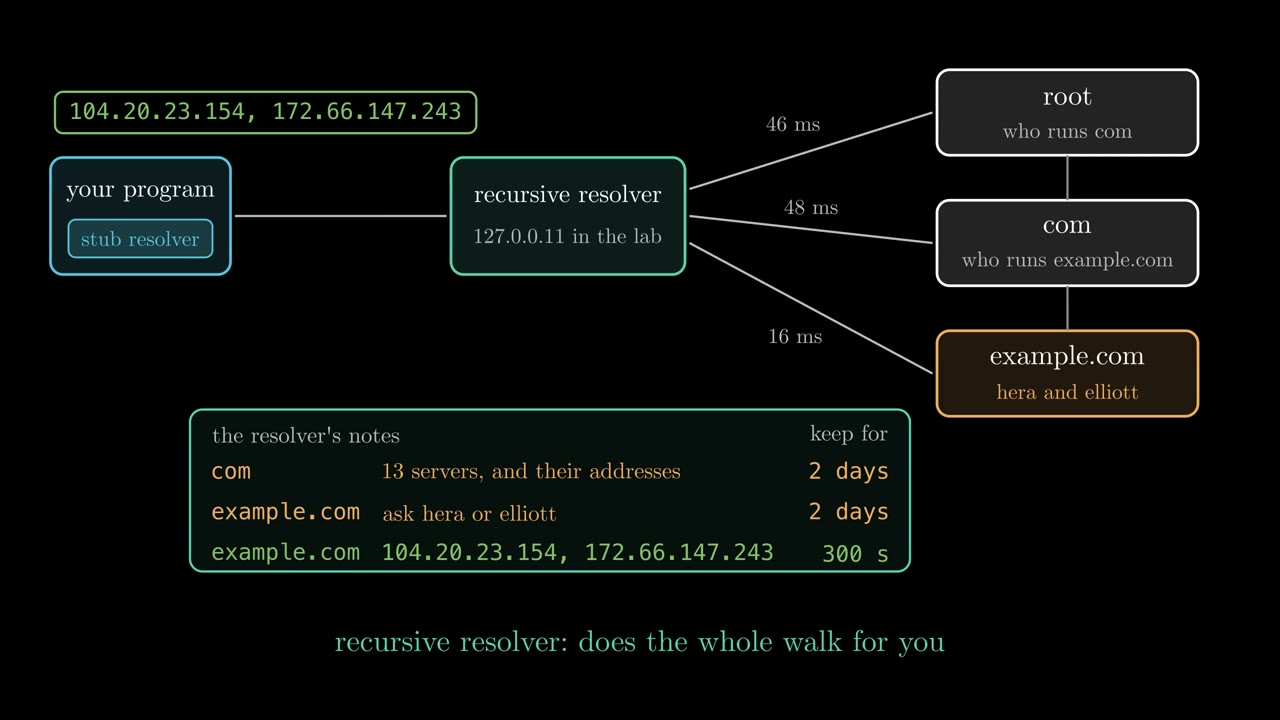 104.20.23.154, 172.66.147.243
your program
stub resolver
recursive resolver
127.0.0.11 in the lab
46 ms
48 ms
16 ms
root
who runs com
com
who runs example.com
example.com
hera and elliott
the resolver's notes keep for
com 13 servers, and their addresses 2 days
example.com ask hera or elliott 2 days
example.com 104.20.23.154, 172.66.147.243 300 s
recursive resolver: does the whole walk for you